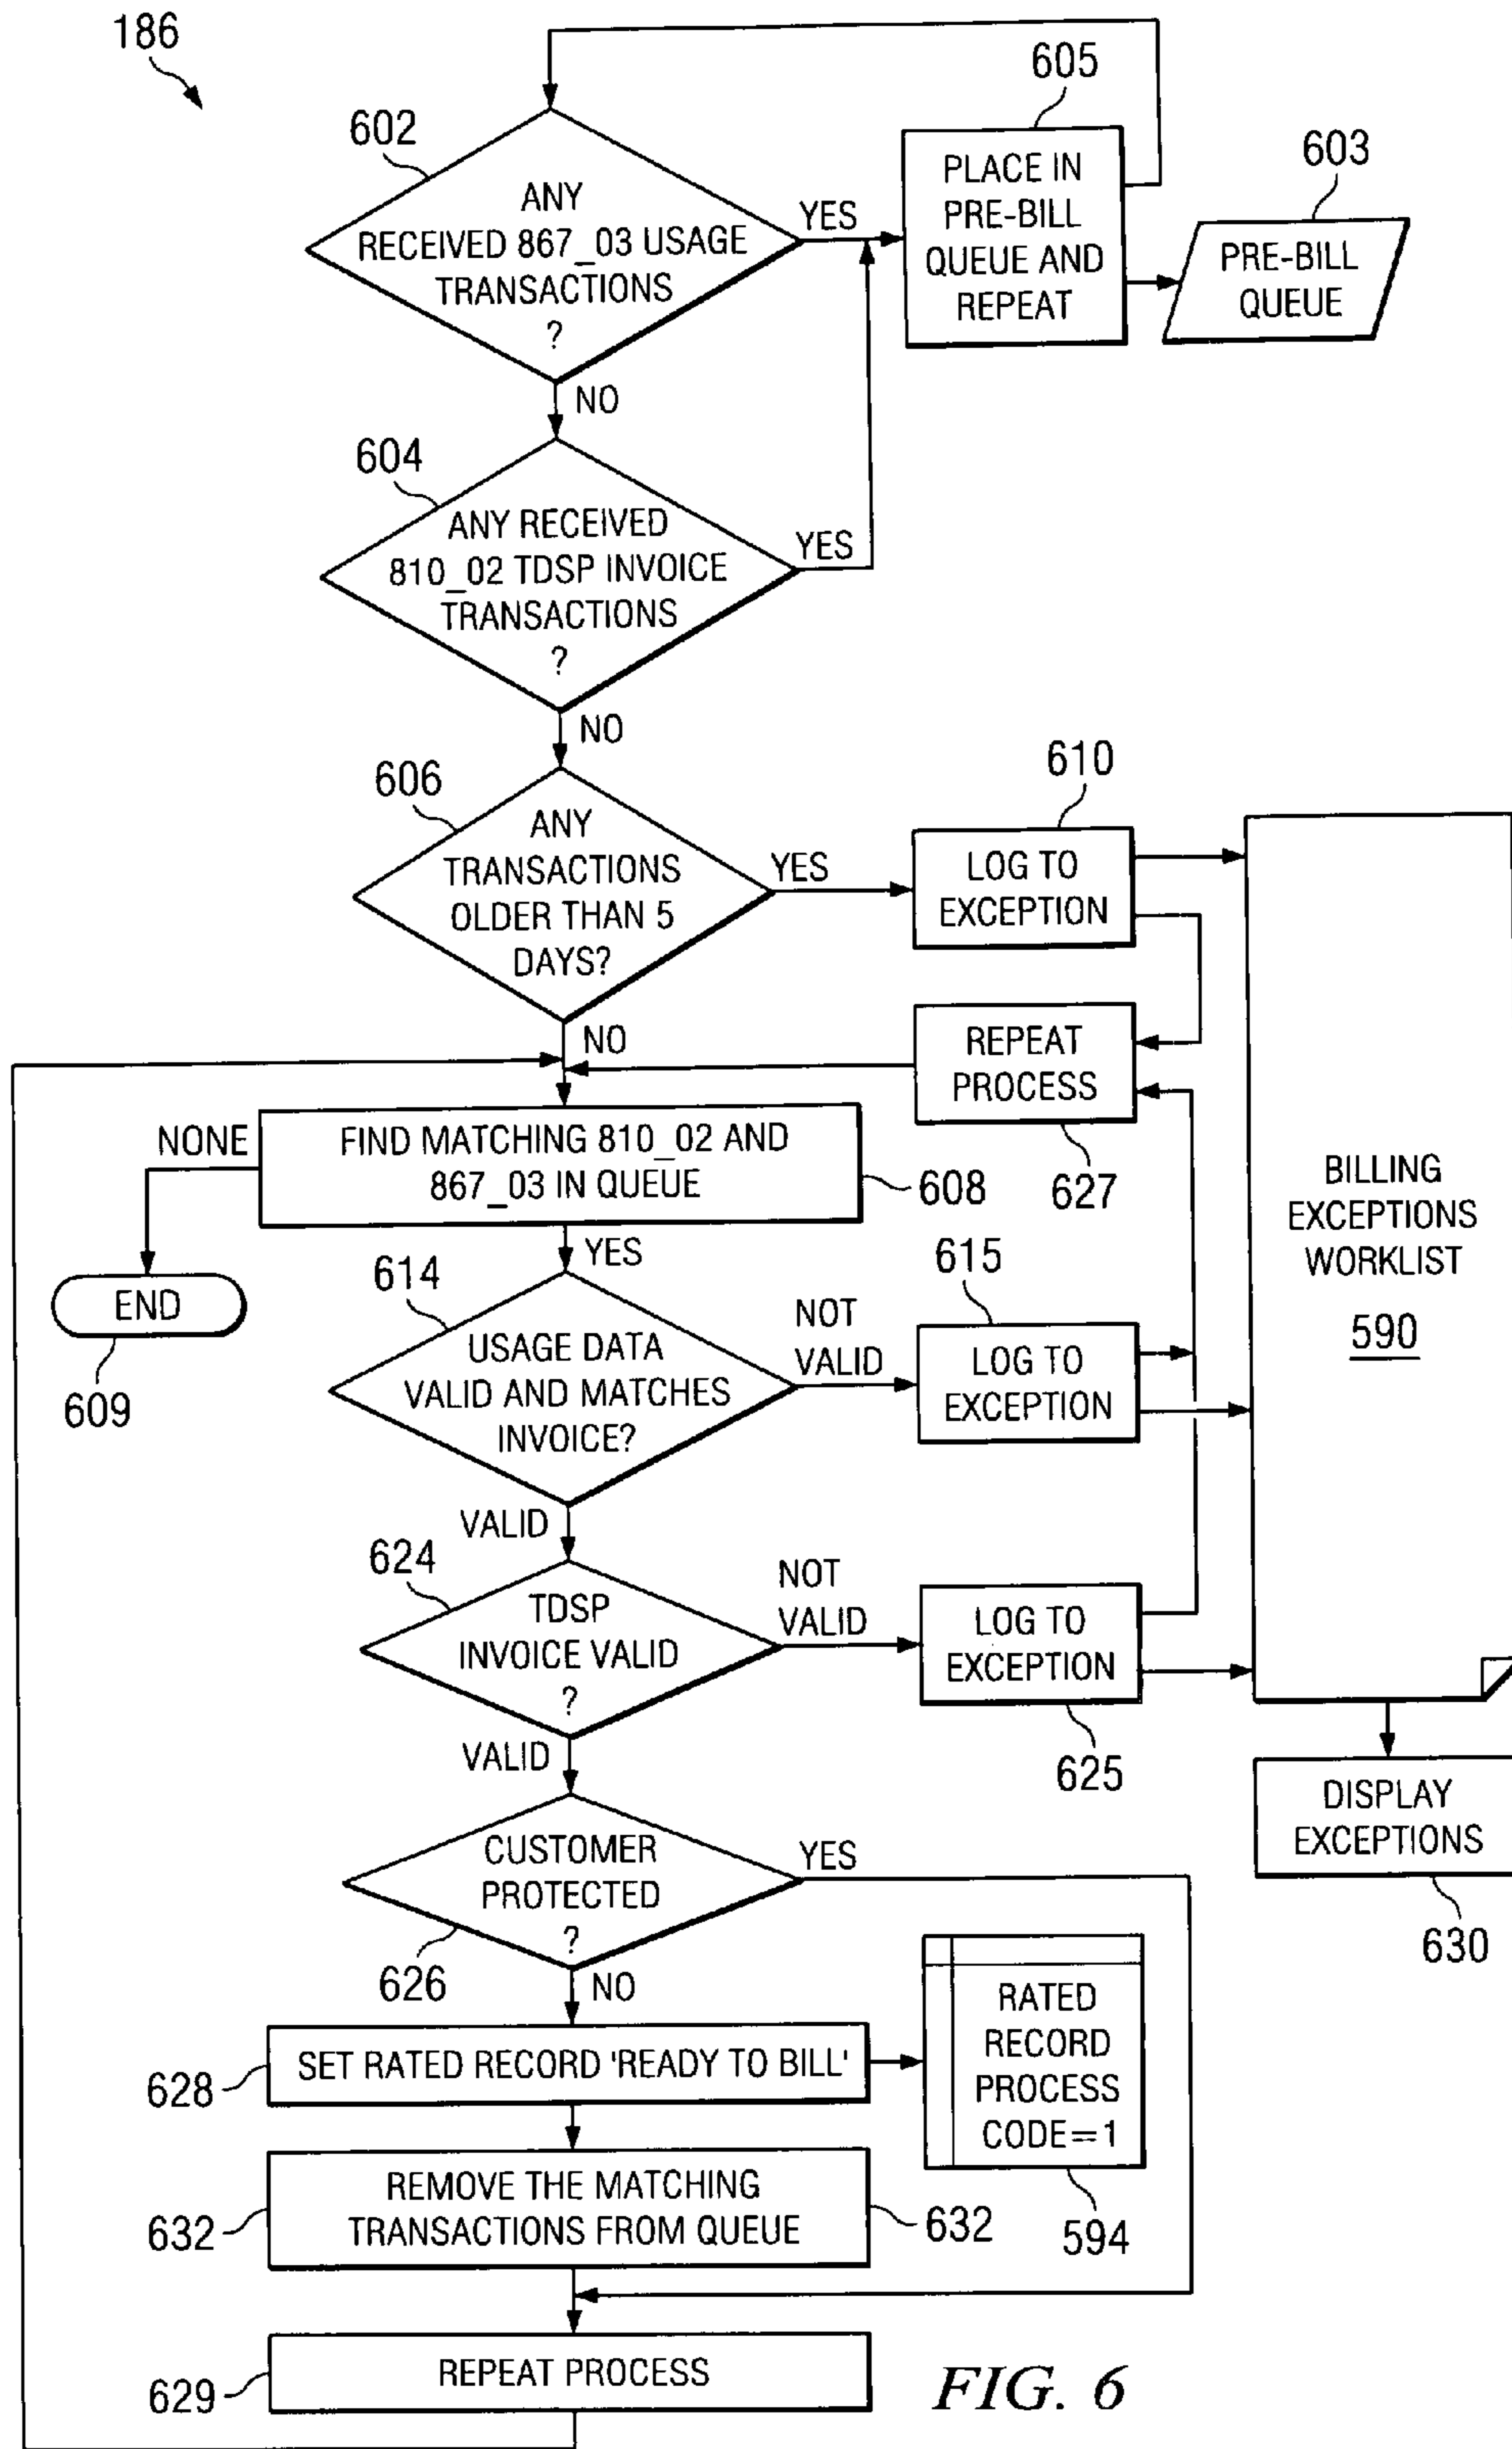 186
605
603
602
ANY
RECEIVED 867_03 USAGE
TRANSACTIONS
?
YES
PLACE IN
PRE-BILL
QUEUE AND
REPEAT
PRE-BILL
QUEUE
NO
604
ANY RECEIVED
810_02 TDSP INVOICE
TRANSACTIONS
?
YES
NO
606
610
ANY
TRANSACTIONS
OLDER THAN 5
DAYS?
YES
LOG TO
EXCEPTION
NO
REPEAT
PROCESS
627
NONE
FIND MATCHING 810_02 AND
867_03 IN QUEUE
608
BILLING
EXCEPTIONS
WORKLIST
590
YES
END
609
614
615
USAGE DATA
VALID AND MATCHES
INVOICE?
NOT
VALID
LOG TO
EXCEPTION
VALID
624
TDSP
INVOICE VALID
?
NOT
VALID
LOG TO
EXCEPTION
625
VALID
DISPLAY
EXCEPTIONS
630
CUSTOMER
PROTECTED
?
YES
626
NO
SET RATED RECORD 'READY TO BILL'
628
RATED
RECORD
PROCESS
CODE=1
594
REMOVE THE MATCHING
TRANSACTIONS FROM QUEUE
632
632
REPEAT PROCESS
629
FIG. 6